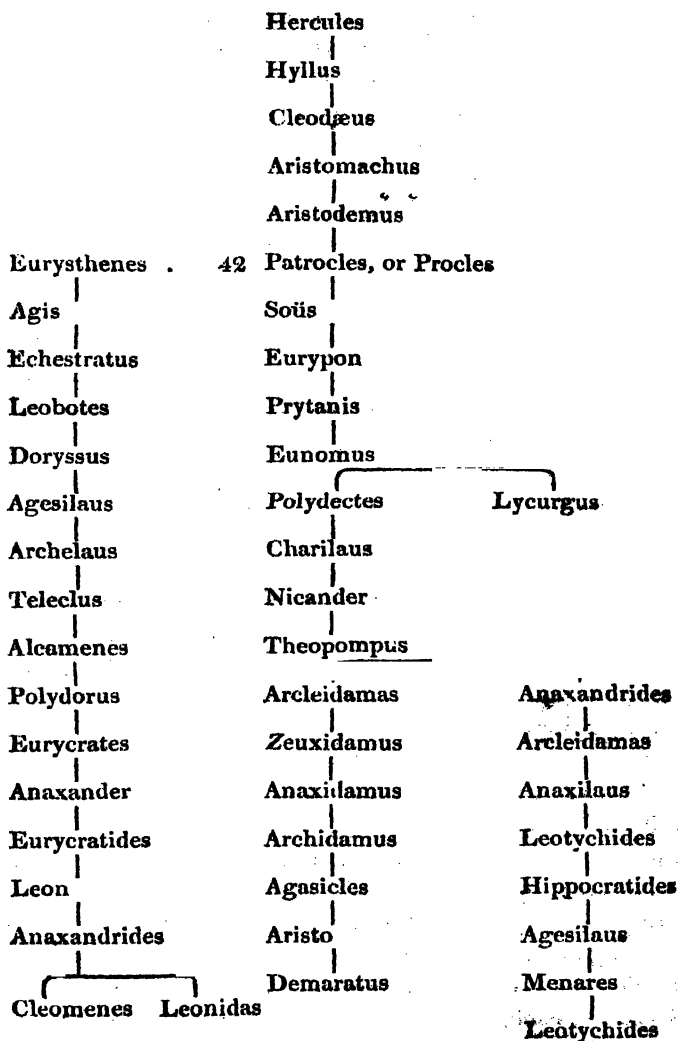 Hercules
Hyllus
Cleodæus
Aristomachus
Aristodemus
Eurysthenes . 42 Patrocles, or Procles
Agis Soüs
Echestratus Eurypon
Leobotes Prytanis
Doryssus Eunomus
Agesilaus Polydectes Lycurgus
Archelaus Charilaus
Teleclus Nicander
Alcamenes Theopompus
Polydorus Arcleidamas Anaxandrides
Eurycrates Zeuxidamus Arcleidamas
Anaxander Anaxidamus Anaxilaus
Eurycratides Archidamus Leotychides
Leon Agasicles Hippocratides
Anaxandrides Aristo Agesilaus
Demaratus Menares
Cleomenes Leonidas
Leotychides